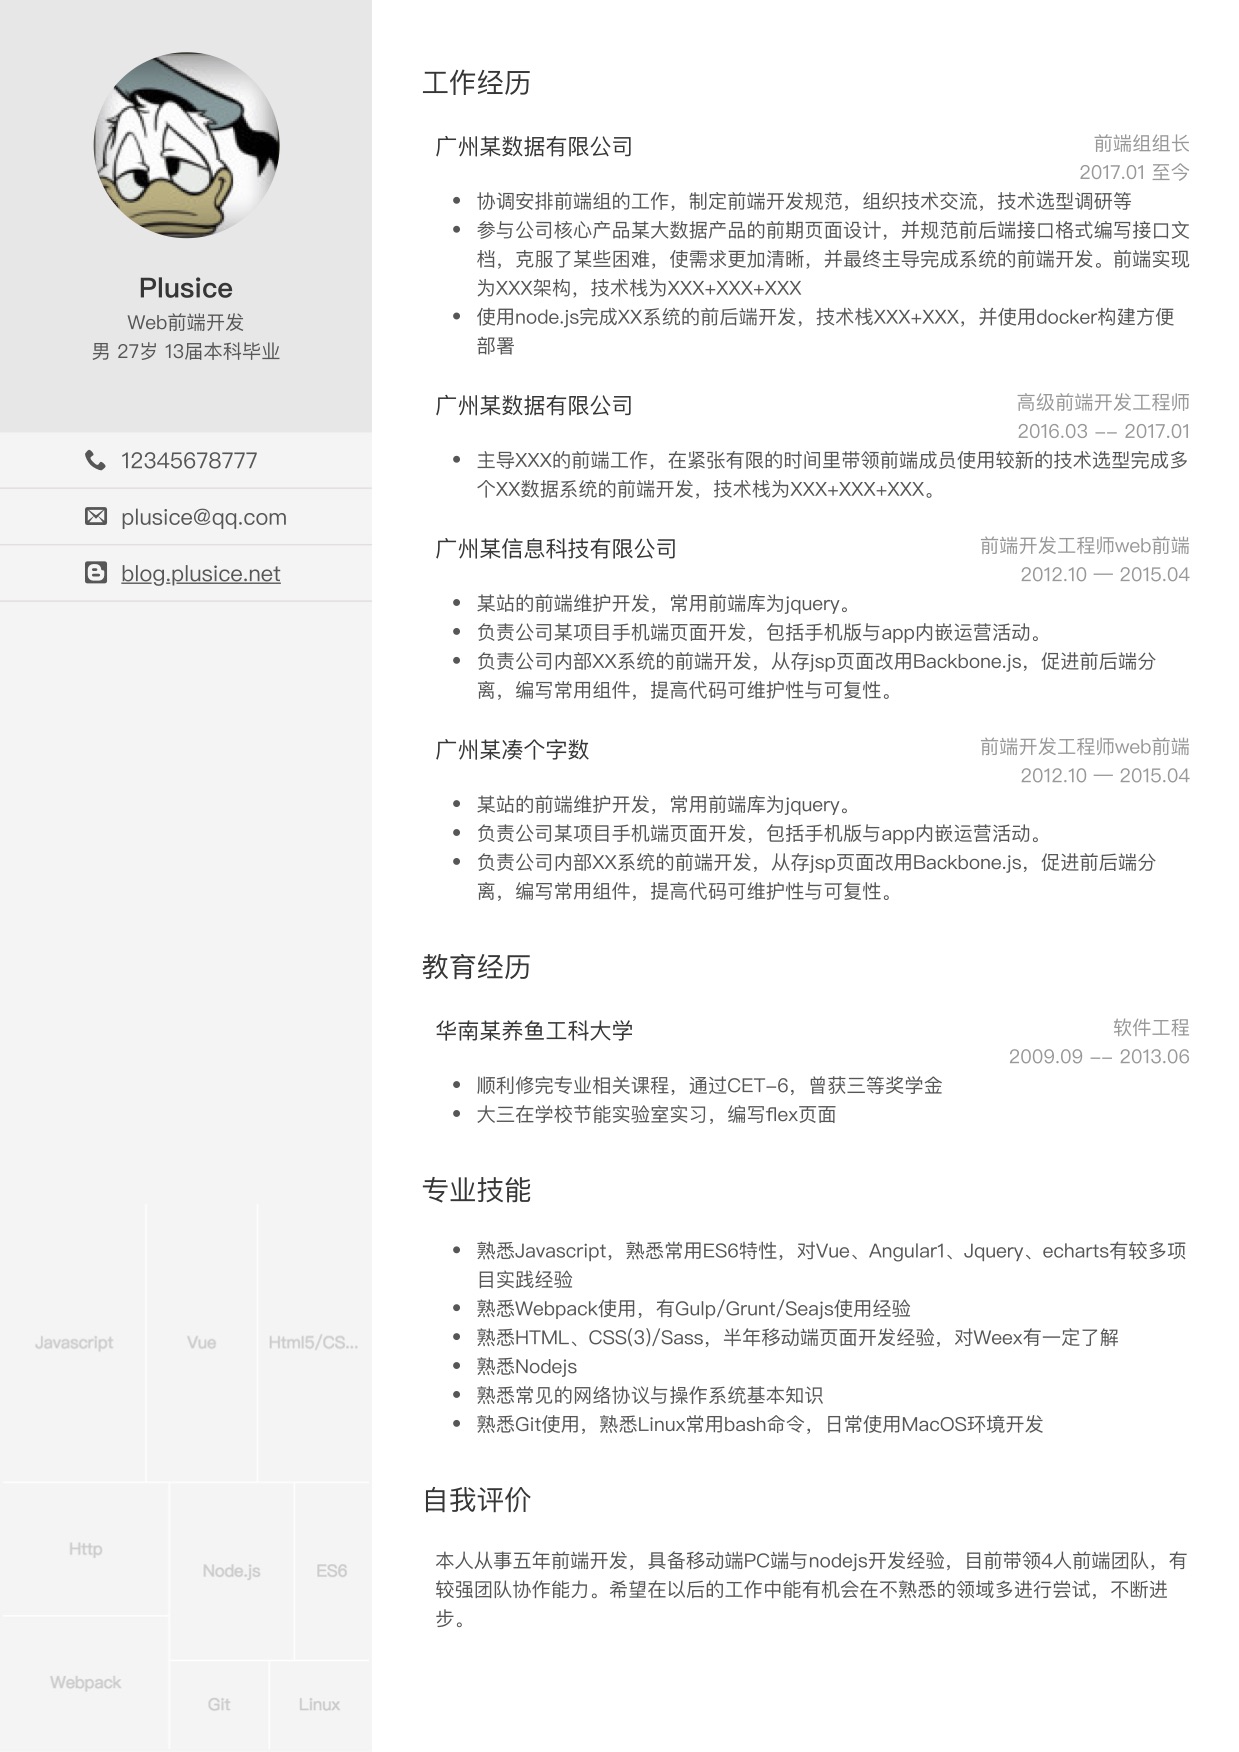 Plusice
Web前端开发
男 27岁 13届本科毕业
12345678777
plusice@qq.com
blog.plusice.net
Javascript
Vue
Html5/CS...
Http
Node.js
ES6
Webpack
Git
Linux
工作经历
广州某数据有限公司
前端组组长
2017.01 至今
协调安排前端组的工作，制定前端开发规范，组织技术交流，技术选型调研等
参与公司核心产品某大数据产品的前期页面设计，并规范前后端接口格式编写接口文
档，克服了某些困难，使需求更加清晰，并最终主导完成系统的前端开发。前端实现
为XXX架构，技术栈为XXX+XXX+XXX
使用node.js完成XX系统的前后端开发，技术栈XXX+XXX，并使用docker构建方便
部署
广州某数据有限公司
高级前端开发工程师
2016.03 -- 2017.01
主导XXX的前端工作，在紧张有限的时间里带领前端成员使用较新的技术选型完成多
个XX数据系统的前端开发，技术栈为XXX+XXX+XXX。
广州某信息科技有限公司
前端开发工程师web前端
2012.10 — 2015.04
某站的前端维护开发，常用前端库为jquery。
负责公司某项目手机端页面开发，包括手机版与app内嵌运营活动。
负责公司内部XX系统的前端开发，从存jsp页面改用Backbone.js，促进前后端分
离，编写常用组件，提高代码可维护性与可复性。
广州某凑个字数
前端开发工程师web前端
2012.10 — 2015.04
某站的前端维护开发，常用前端库为jquery。
负责公司某项目手机端页面开发，包括手机版与app内嵌运营活动。
负责公司内部XX系统的前端开发，从存jsp页面改用Backbone.js，促进前后端分
离，编写常用组件，提高代码可维护性与可复性。
教育经历
华南某养鱼工科大学
软件工程
2009.09 -- 2013.06
顺利修完专业相关课程，通过CET-6，曾获三等奖学金
大三在学校节能实验室实习，编写flex页面
专业技能
熟悉Javascript，熟悉常用ES6特性，对Vue、Angular1、Jquery、echarts有较多项
目实践经验
熟悉Webpack使用，有Gulp/Grunt/Seajs使用经验
熟悉HTML、CSS(3)/Sass，半年移动端页面开发经验，对Weex有一定了解
熟悉Nodejs
熟悉常见的网络协议与操作系统基本知识
熟悉Git使用，熟悉Linux常用bash命令，日常使用MacOS环境开发
自我评价
本人从事五年前端开发，具备移动端PC端与nodejs开发经验，目前带领4人前端团队，有
较强团队协作能力。希望在以后的工作中能有机会在不熟悉的领域多进行尝试，不断进
步。